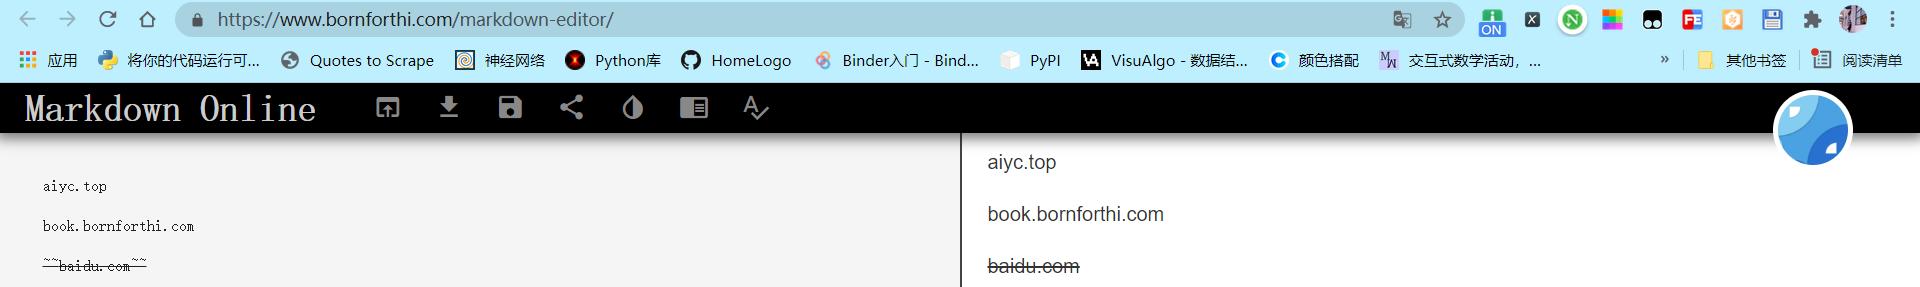 https://www.bornforthi.com/markdown-editor/
ON
X
N
FE
应用
将你的代码运行可...
Quotes to Scrape
神经网络
Python库
HomeLogo
Binder入门 - Bind...
PyPI
VisuAlgo - 数据结...
颜色搭配
交互式数学活动，...
»
其他书签
阅读清单
Markdown Online
aiyc.top
book.bornforthi.com
~~baidu.com~~
aiyc.top
book.bornforthi.com
baidu.com